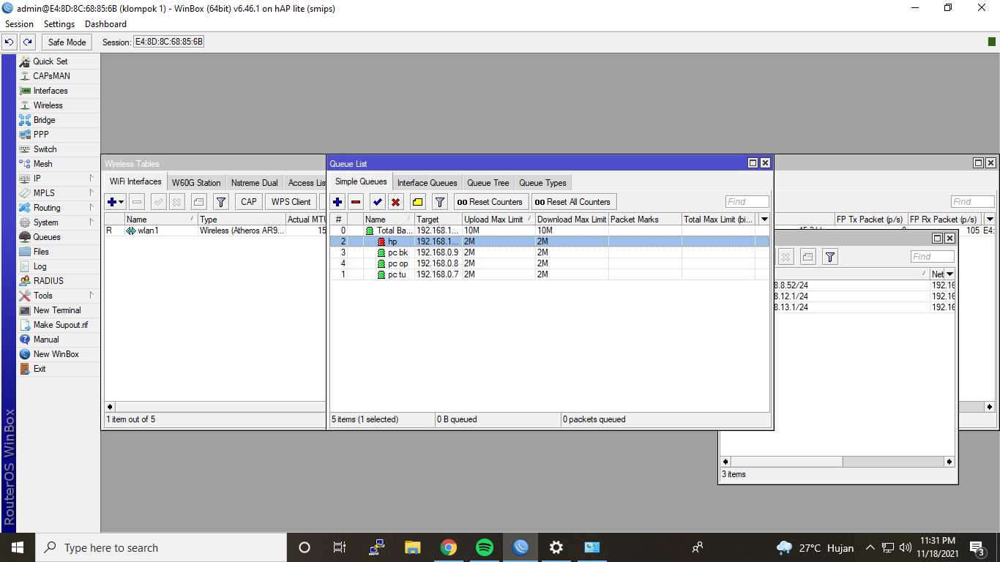 admin@E4:8D:8C:68:85:6B (klompok 1) - WinBox (64bit) v6.46.1 on hAP lite (smips)
Session Settings Dashboard
Safe Mode Session: E4:8D:8C:68:85:6B
Quick Set
CAPsMAN
Interfaces
Wireless
Bridge
PPP
Switch
Mesh
IP
MPLS
Routing
System
Queues
Files
Log
RADIUS
Tools
New Terminal
Make Supout.rif
Manual
New WinBox
Exit
RouterOS WinBox
Wireless Tables
WiFi Interfaces W60G Station Nstreme Dual Access Lis
CAP WPS Client
Name Type Actual MTU
R wlan1 Wireless (Atheros AR9... 15
1 item out of 5
Queue List
Simple Queues Interface Queues Queue Tree Queue Types
00 Reset Counters 00 Reset All Counters Find
# Name Target Upload Max Limit Download Max Limit Packet Marks Total Max Limit (bi...
0 Total Ba... 192.168.1... 10M 10M
2 hp 192.168.1... 2M 2M
3 pc bk 192.168.0.9 2M 2M
4 pc op 192.168.0.8 2M 2M
1 pc tu 192.168.0.7 2M 2M
5 items (1 selected) 0 B queued 0 packets queued
Find
FP Tx Packet (p/s) FP Rx Packet (p/s)
105 E4:
Find
Net
8.8.52/24 192.16
8.12.1/24 192.16
8.13.1/24 192.16
3 items
Type here to search
27°C Hujan
11:31 PM
11/18/2021
3